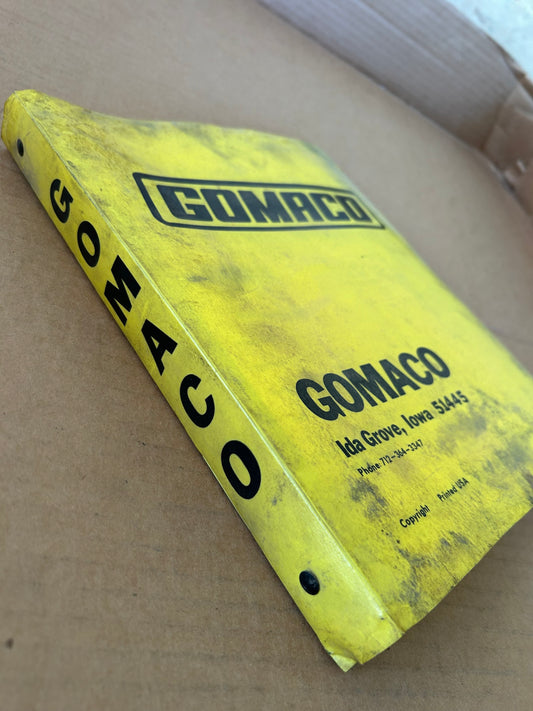 GOMACO
GOMACO
GOMACO
Ida Grove, Iowa 51445
Phone: 712-364-3347
Copyright Printed USA